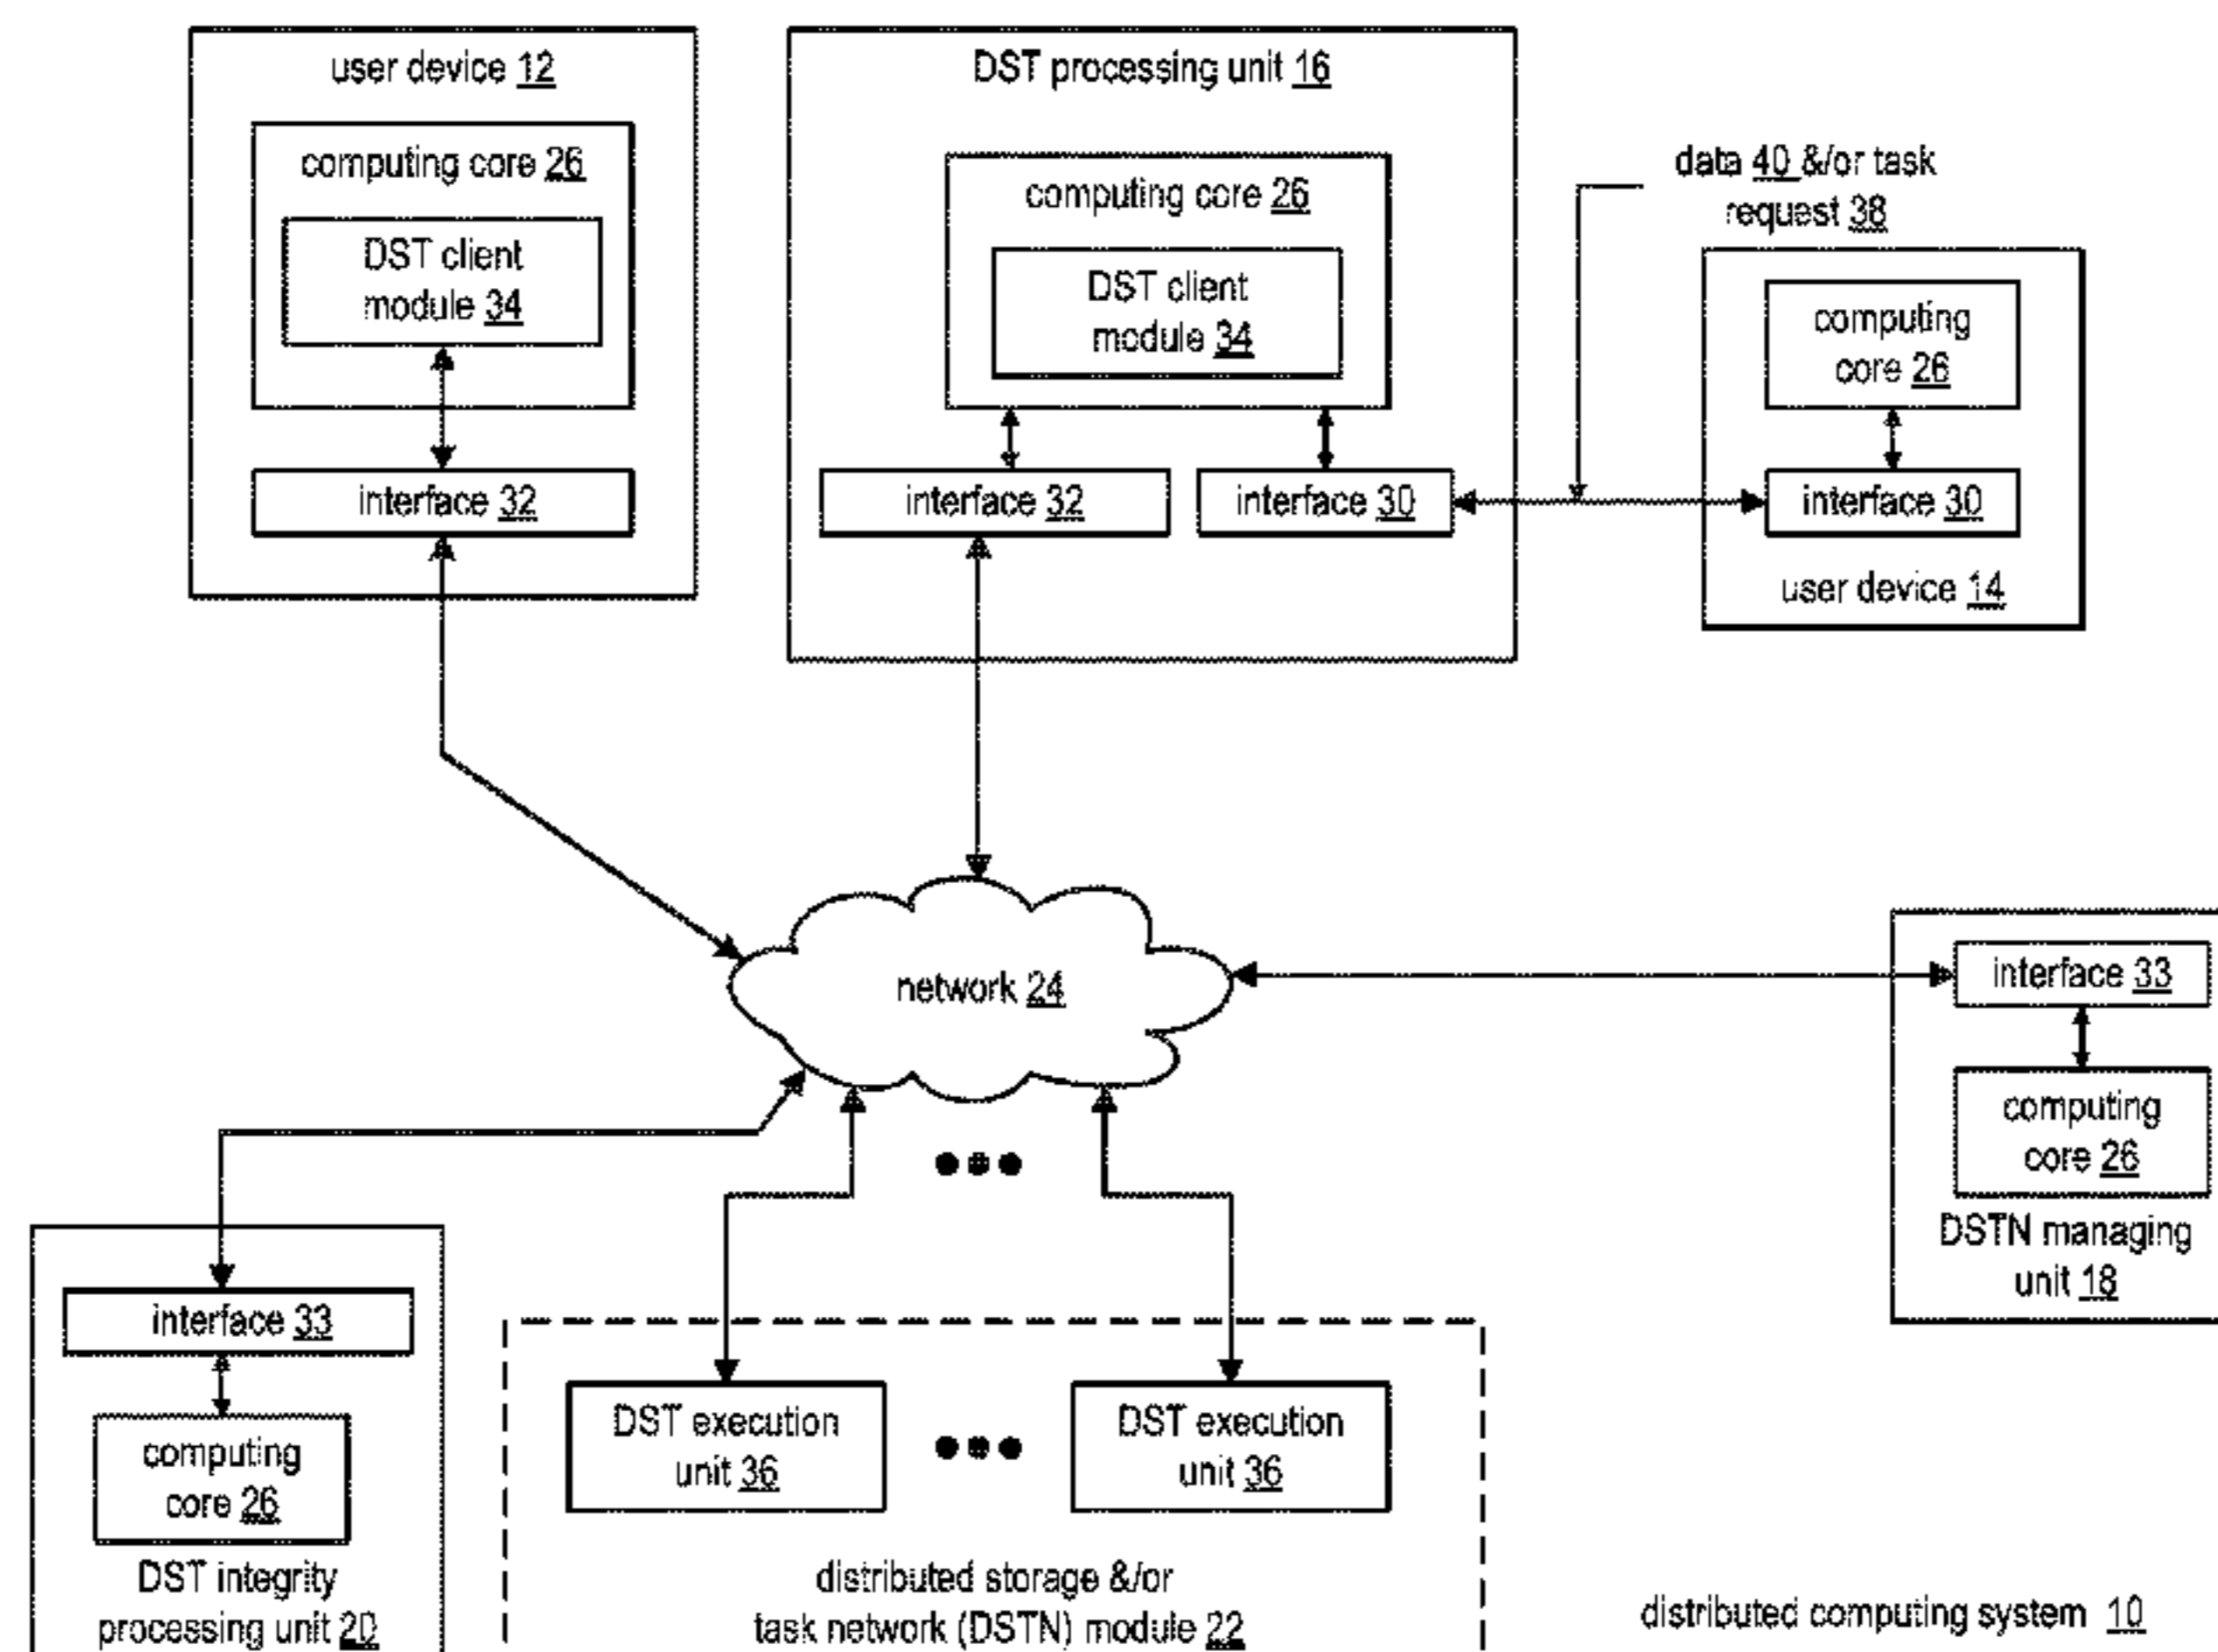 user device 12
computing core 26
DST client
module 34
interface 32
DST processing unit 16
computing core 26
DST client
module 34
interface 32
interface 30
data 40 &/or task
request 38
computing
core 26
interface 30
user device 14
network 24
interface 33
computing
core 26
DSTN managing
unit 18
interface 33
computing
core 26
DST integrity
processing unit 20
DST execution
unit 36
DST execution
unit 36
distributed storage &/or
task network (DSTN) module 22
distributed computing system 10